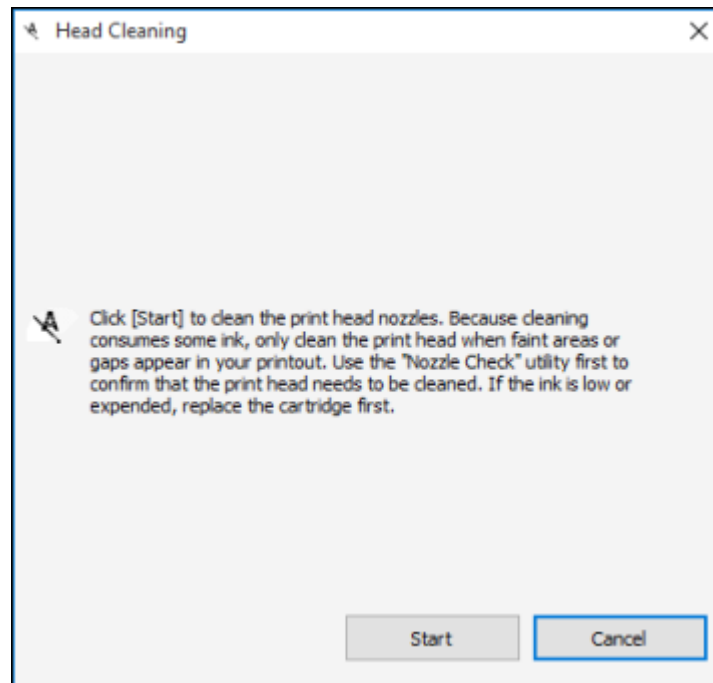 Head Cleaning
Click [Start] to clean the print head nozzles. Because cleaning
consumes some ink, only clean the print head when faint areas or
gaps appear in your printout. Use the "Nozzle Check" utility first to
confirm that the print head needs to be cleaned. If the ink is low or
expended, replace the cartridge first.
Start
Cancel